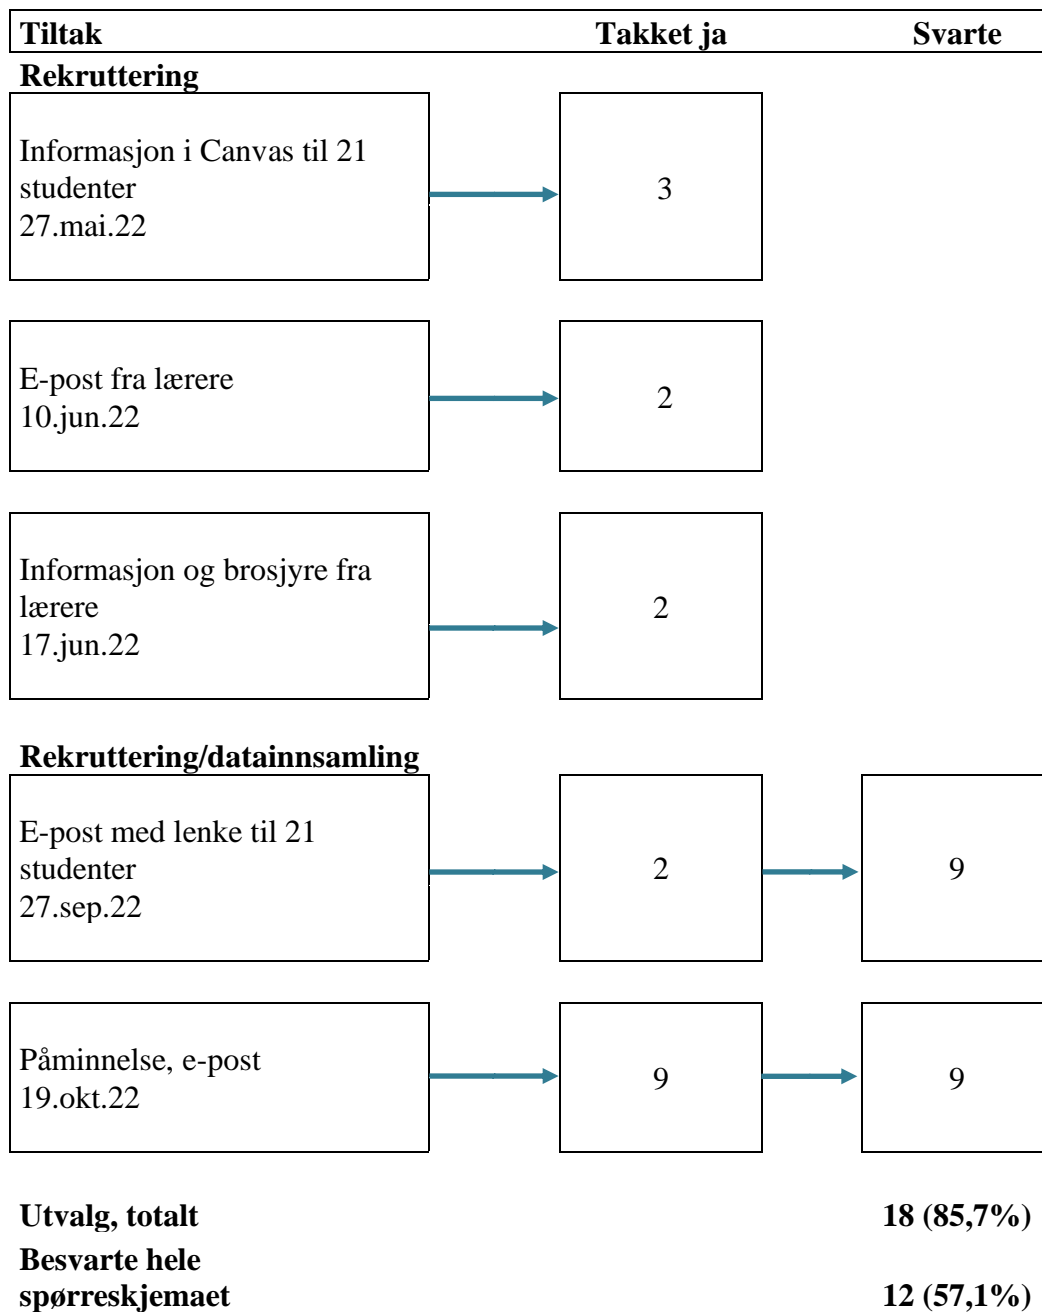 Tiltak Takket ja Svarte
Rekruttering
Informasjon i Canvas til 21
studenter
27.mai.22
3
E-post fra lærere
10.jun.22
2
Informasjon og brosjyre fra
lærere
17.jun.22
2
Rekruttering/datainnsamling
E-post med lenke til 21
studenter
27.sep.22
2
9
Påminnelse, e-post
19.okt.22
9
9
Utvalg, totalt 18 (85,7%)
Besvarte hele
spørreskjemaet 12 (57,1%)